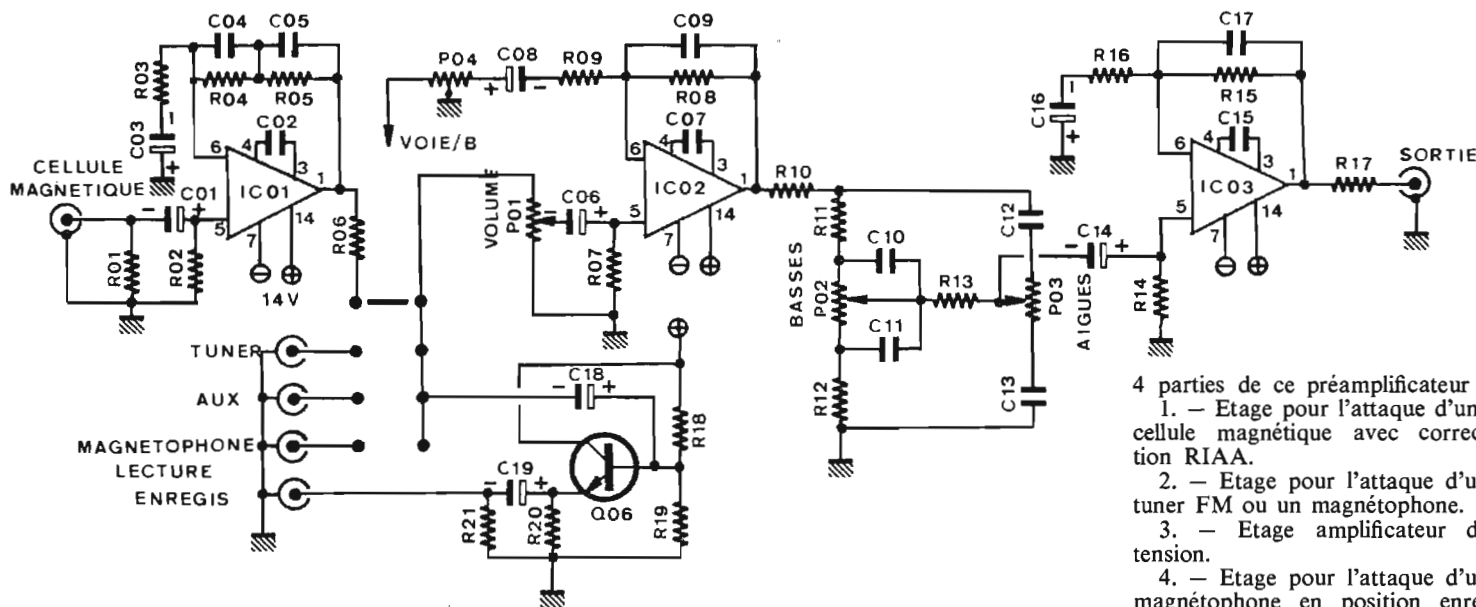 C04 C05
R03
R04 R05
C02
C03
+
6 4 3
CELLULE
MAGNETIQUE
C01
- +
IC01
1
5
7 14
R01
R02
R06
14 V
P04 C08 R09
+ -
C09
R08
C07
VOIE/B
6 4 3
VOLUME
P01
C06
+
IC02
1
5
7 14
R07
R10
R11
C10
BASSES
P02
C11
R12
R13
C12
P03
AIGUES
C13
C14
- +
R14
C16
+
R16
C17
R15
C15
6 4 3
IC03
1
5
7 14
R17
SORTIE
TUNER
AUX
MAGNETOPHONE
LECTURE
ENREGIS
C18
- +
R18
C19
- +
Q06
R19
R20
R21
4 parties de ce préamplificateur
1. — Etage pour l'attaque d'un
cellule magnétique avec correc
tion RIAA.
2. — Etage pour l'attaque d'u
tuner FM ou un magnétophone.
3. — Etage amplificateur d
tension.
4. — Etage pour l'attaque d'u
magnétophone en position enre